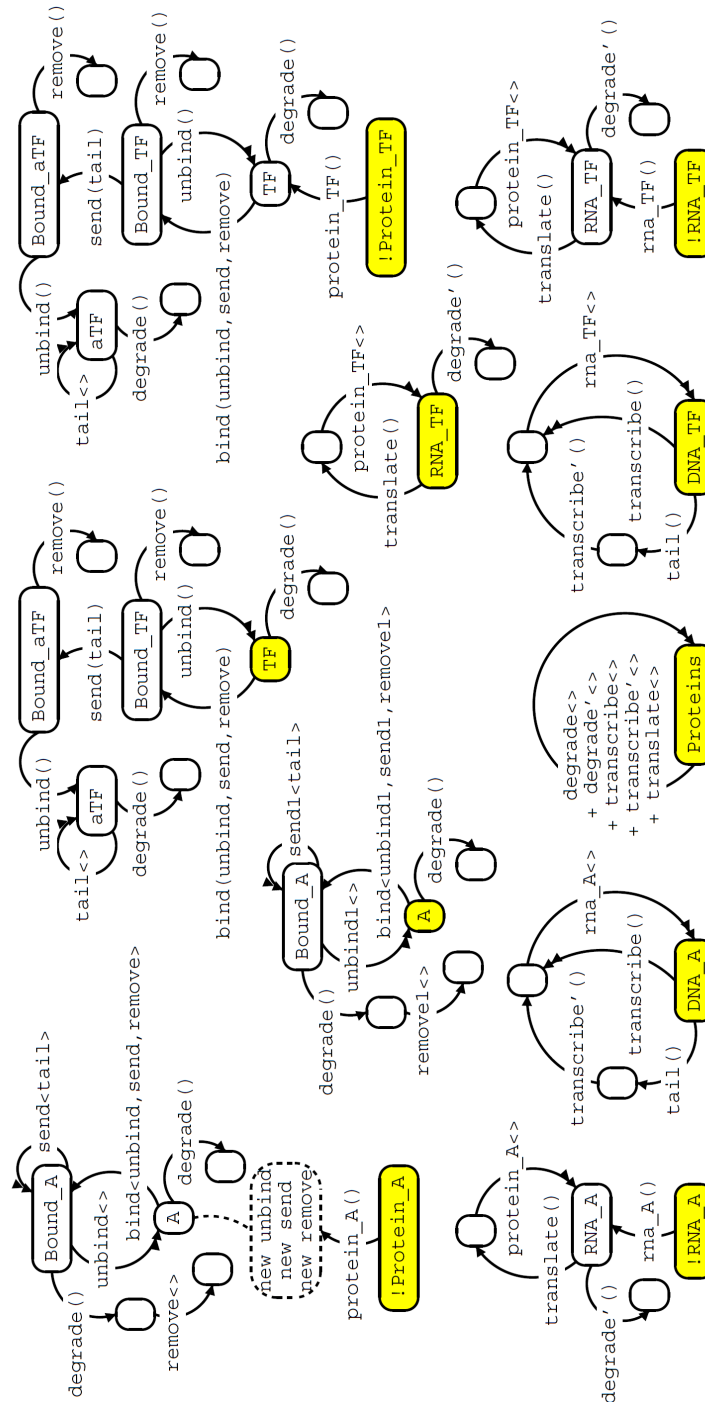 send<tail>
Bound_A
degrade()
unbind<>
bind<unbind,send,remove>
remove<>
A
degrade()
new unbind
new send
new remove
protein_A()
!Protein_A
unbind()
Bound_aTF
remove()
tail<>
aTF
send(tail)
degrade()
Bound_TF
remove()
unbind()
bind(unbind,send,remove)
TF
degrade()
unbind()
Bound_aTF
remove()
tail<>
aTF
send(tail)
degrade()
Bound_TF
remove()
unbind()
bind(unbind,send,remove)
TF
degrade()
protein_TF()
!Protein_TF
send1<tail>
Bound_A
degrade()
unbind1<>
bind<unbind1,send1,remove1>
remove1<>
A
degrade()
translate()
protein_TF<>
RNA_TF
degrade'()
translate()
protein_A<>
RNA_A
degrade'()
rna_A()
!RNA_A
transcribe'()
rna_A<>
transcribe()
tail()
DNA_A
degrade<>
+ degrade'<>
+ transcribe<>
+ transcribe'<>
+ translate<>
Proteins
transcribe'()
rna_TF<>
transcribe()
tail()
DNA_TF
translate()
protein_TF<>
RNA_TF
degrade'()
rna_TF()
!RNA_TF